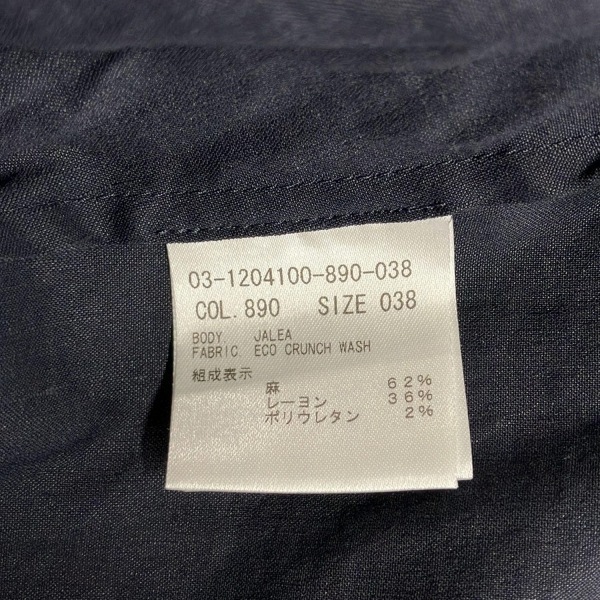 03-1204100-890-038
COL.890 SIZE 038
BODY JALEA
FABRIC ECO CRUNCH WASH
組成表示
麻 62%
レーヨン 36%
ポリウレタン 2%